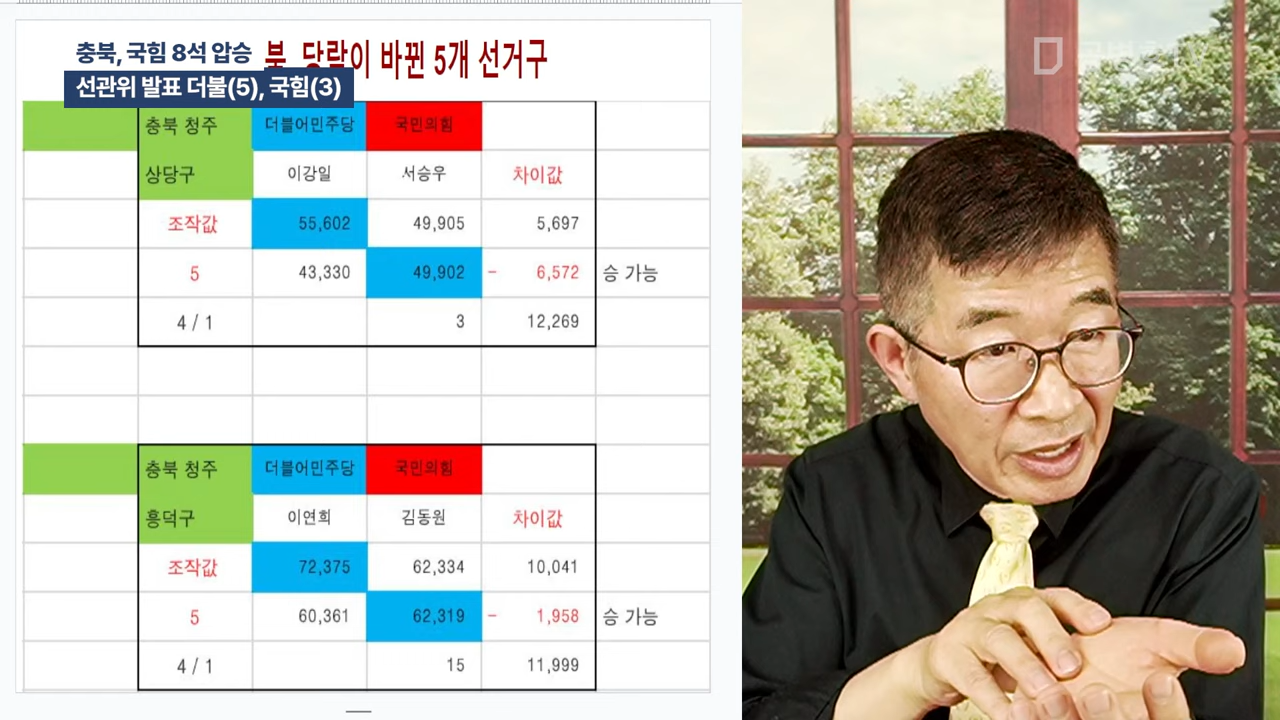 충북, 국힘 8석 압승
북, 당락이 바뀐 5개 선거구
선관위 발표 더불(5), 국힘(3)
충북 청주 더블어민주당 국민의힘
상당구 이강일 서승우 차이값
조작값 55,602 49,905 5,697
5 43,330 49,902 - 6,572 승 가능
4 / 1 3 12,269
충북 청주 더블어민주당 국민의힘
흥덕구 이연희 김동원 차이값
조작값 72,375 62,334 10,041
5 60,361 62,319 - 1,958 승 가능
4 / 1 15 11,999